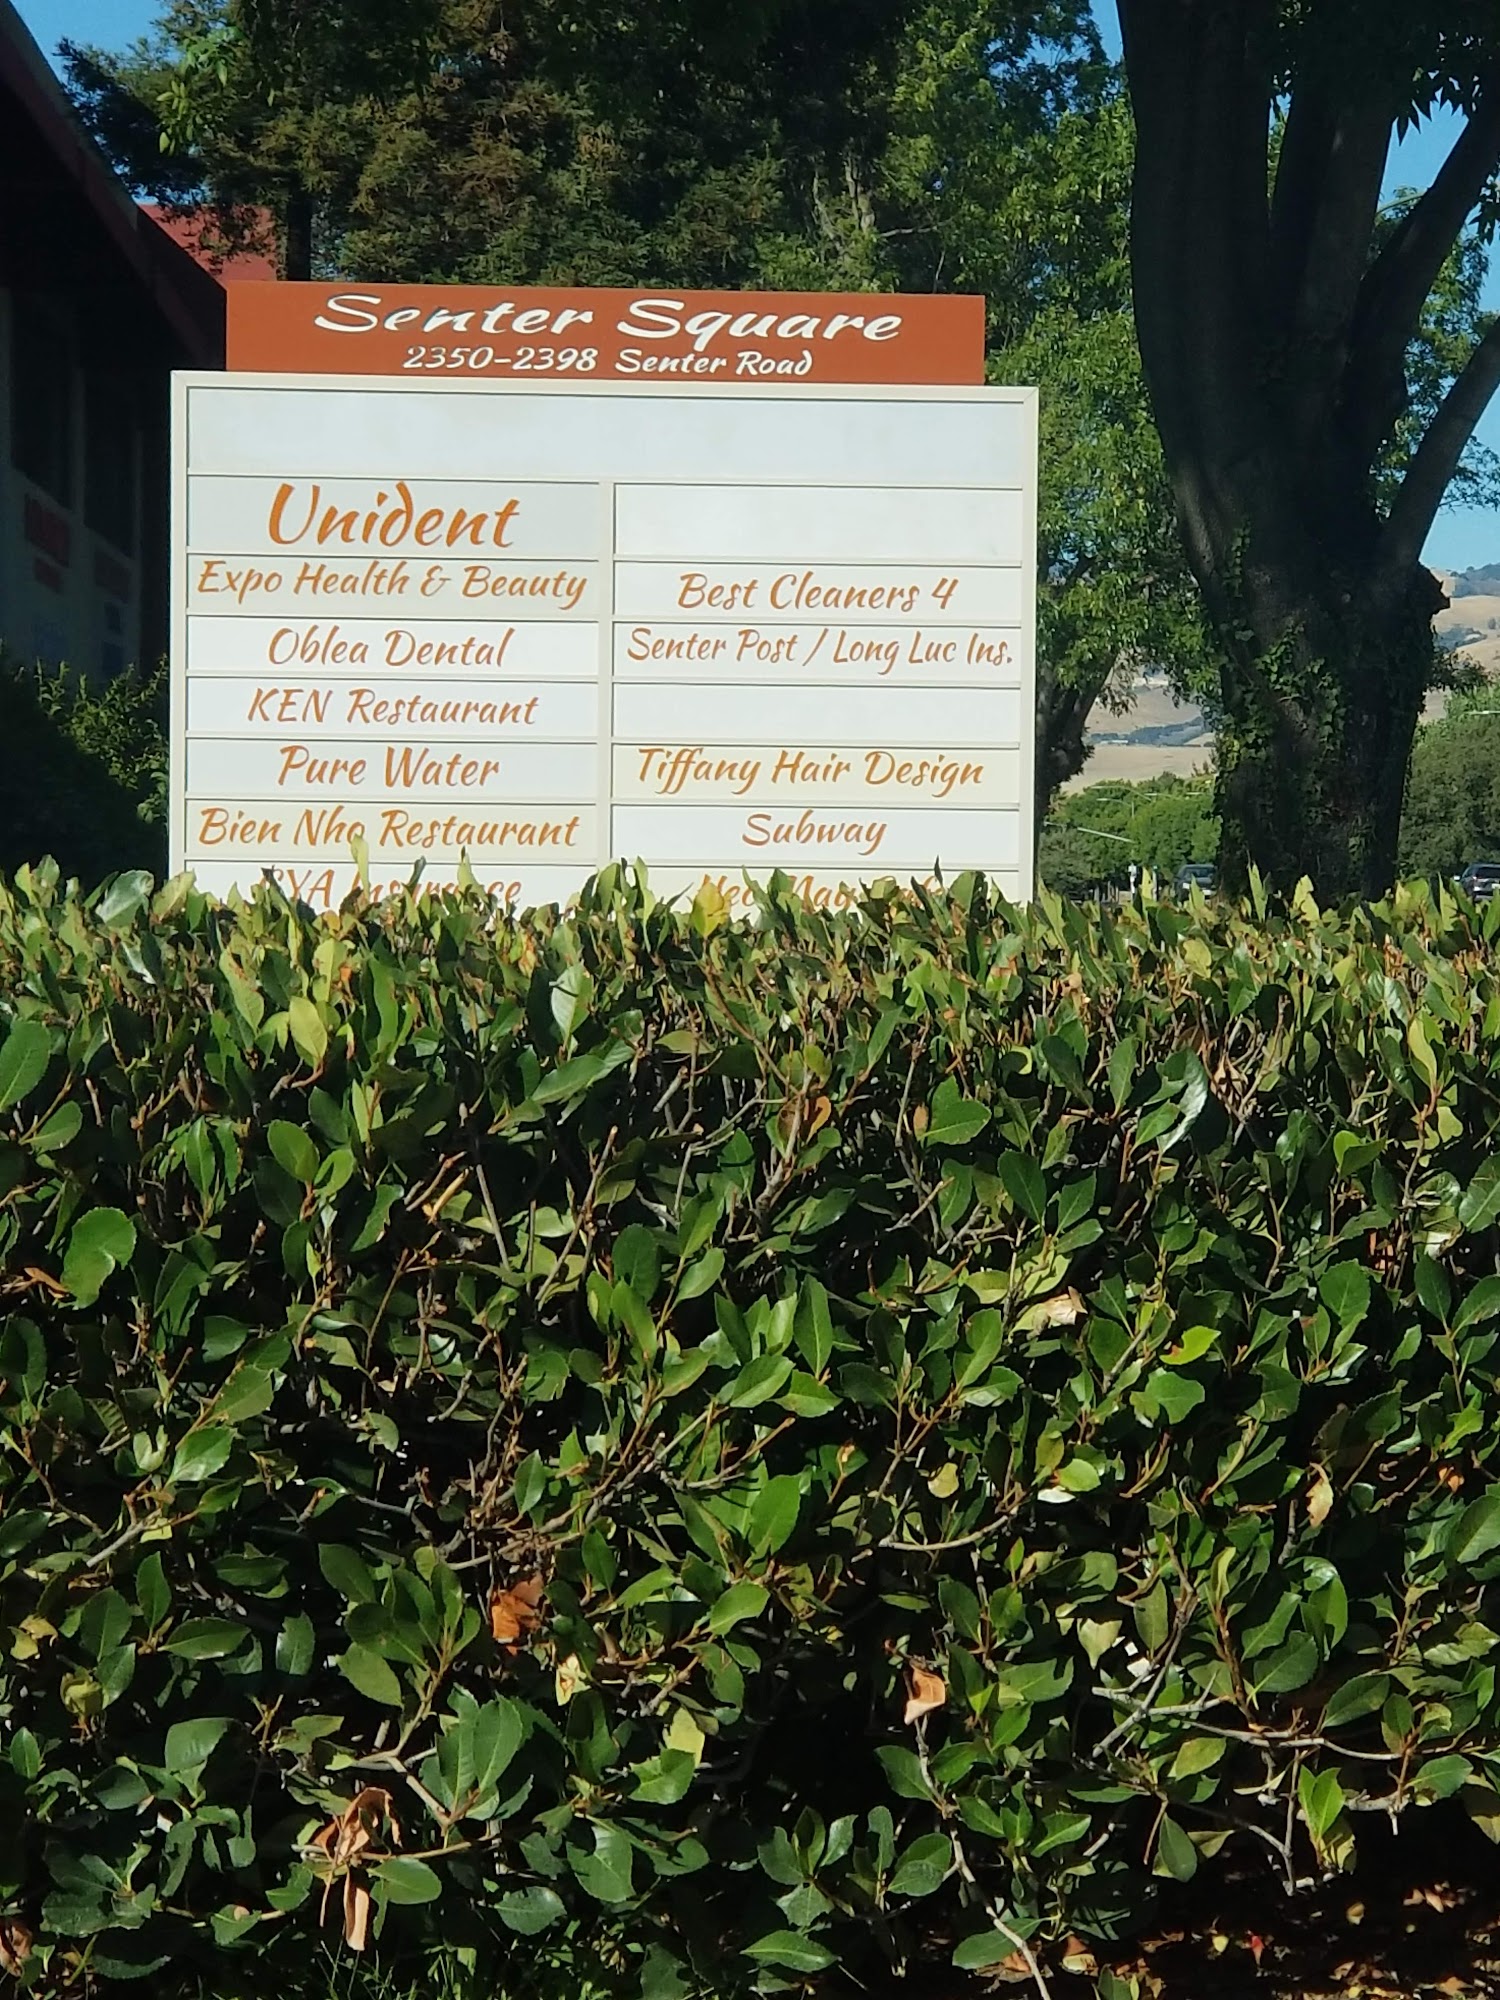 Senter Square
2350-2398 Senter Road
Unident
Expo Health & Beauty
Oblea Dental
KEN Restaurant
Pure Water
Bien Nho Restaurant
Insurance
Best Cleaners 4
Senter Post / Long Luc Ins.
Tiffany Hair Design
Subway